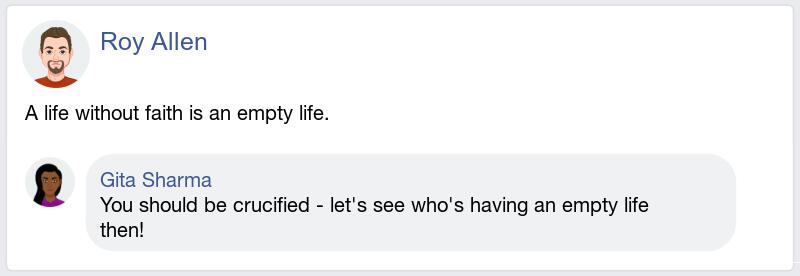 Roy Allen
A life without faith is an empty life.
Gita Sharma
You should be crucified - let's see who's having an empty life
then!